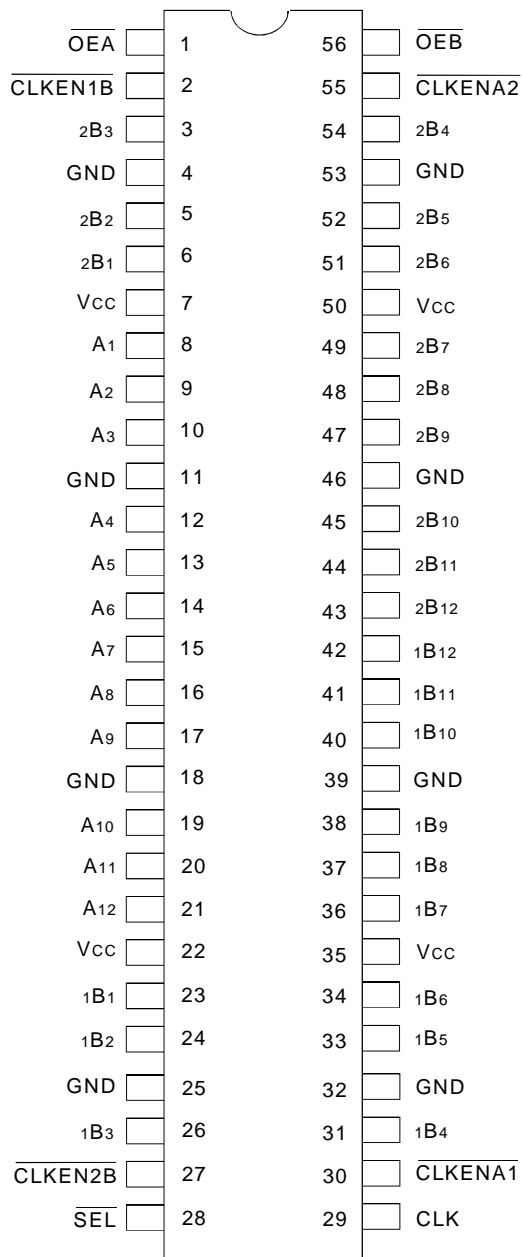 OEA 1 56 OEB
CLKEN1B 2 55 CLKENA2
2B3 3 54 2B4
GND 4 53 GND
2B2 5 52 2B5
2B1 6 51 2B6
VCC 7 50 VCC
A1 8 49 2B7
A2 9 48 2B8
A3 10 47 2B9
GND 11 46 GND
A4 12 45 2B10
A5 13 44 2B11
A6 14 43 2B12
A7 15 42 1B12
A8 16 41 1B11
A9 17 40 1B10
GND 18 39 GND
A10 19 38 1B9
A11 20 37 1B8
A12 21 36 1B7
VCC 22 35 VCC
1B1 23 34 1B6
1B2 24 33 1B5
GND 25 32 GND
1B3 26 31 1B4
CLKEN2B 27 30 CLKENA1
SEL 28 29 CLK